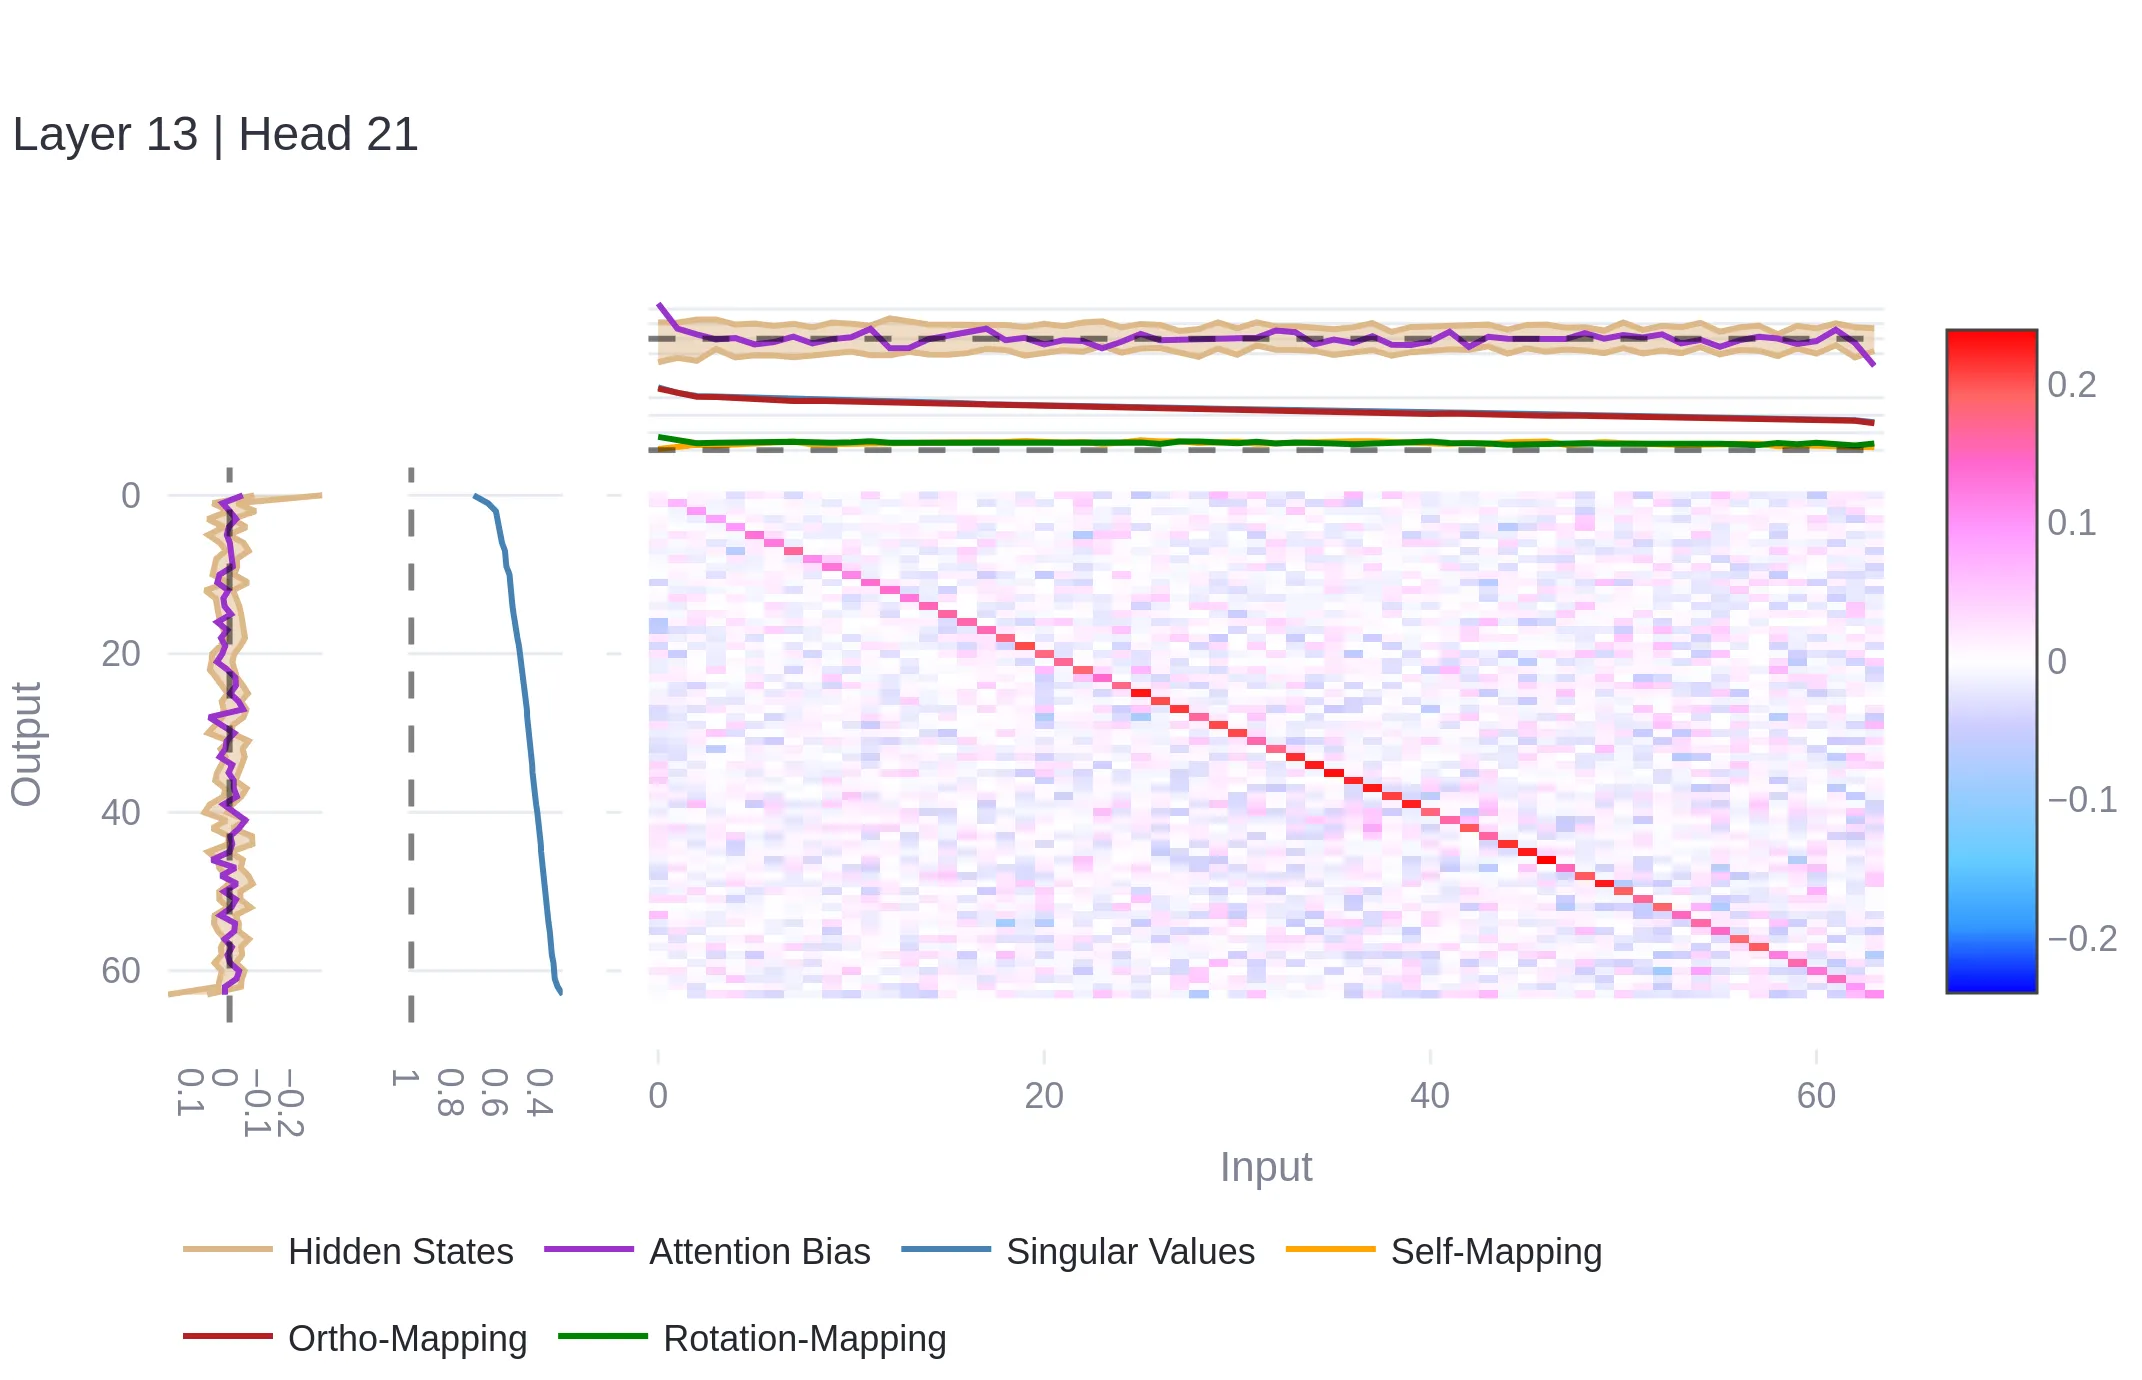 Layer 13 | Head 21
0
20
40
60
Output
0.1
0
−0.1
−0.2
1
0.8
0.6
0.4
0
20
40
60
Input
0.2
0.1
0
−0.1
−0.2
Hidden States
Attention Bias
Singular Values
Self-Mapping
Ortho-Mapping
Rotation-Mapping